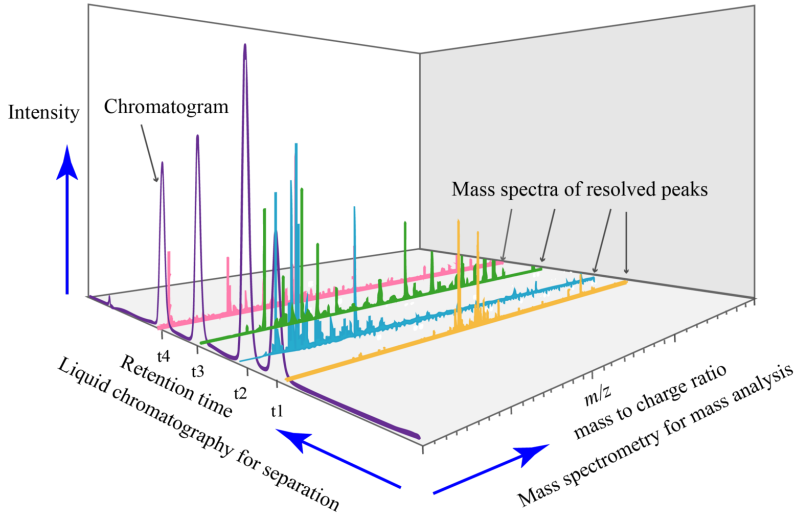 Chromatogram
Intensity
Mass spectra of resolved peaks
t4
t3
t2
t1
Retention time
Liquid chromatography for separation
m/z
mass to charge ratio
Mass spectrometry for mass analysis